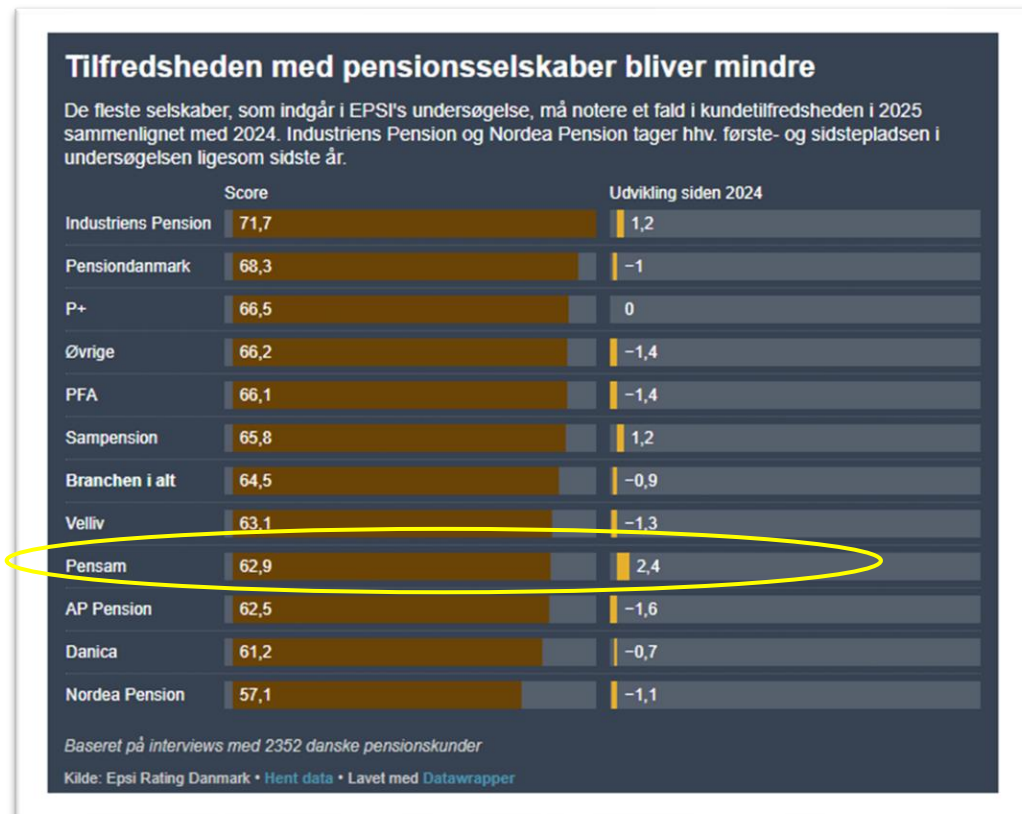 Tilfredsheden med pensionsselskaber bliver mindre
De fleste selskaber, som indgår i EPSI's undersøgelse, må notere et fald i kundetilfredsheden i 2025
sammenlignet med 2024. Industriens Pension og Nordea Pension tager hhv. første- og sidstepladsen i
undersøgelsen ligesom sidste år.
Score Udvikling siden 2024
Industriens Pension 71,7 1,2
Pensiondanmark 68,3 −1
P+ 66,5 0
Øvrige 66,2 −1,4
PFA 66,1 −1,4
Sampension 65,8 1,2
Branchen i alt 64,5 −0,9
Velliv 63,1 −1,3
Pensam 62,9 2,4
AP Pension 62,5 −1,6
Danica 61,2 −0,7
Nordea Pension 57,1 −1,1
Baseret på interviews med 2352 danske pensionskunder
Kilde: Epsi Rating Danmark • Hent data • Lavet med Datawrapper